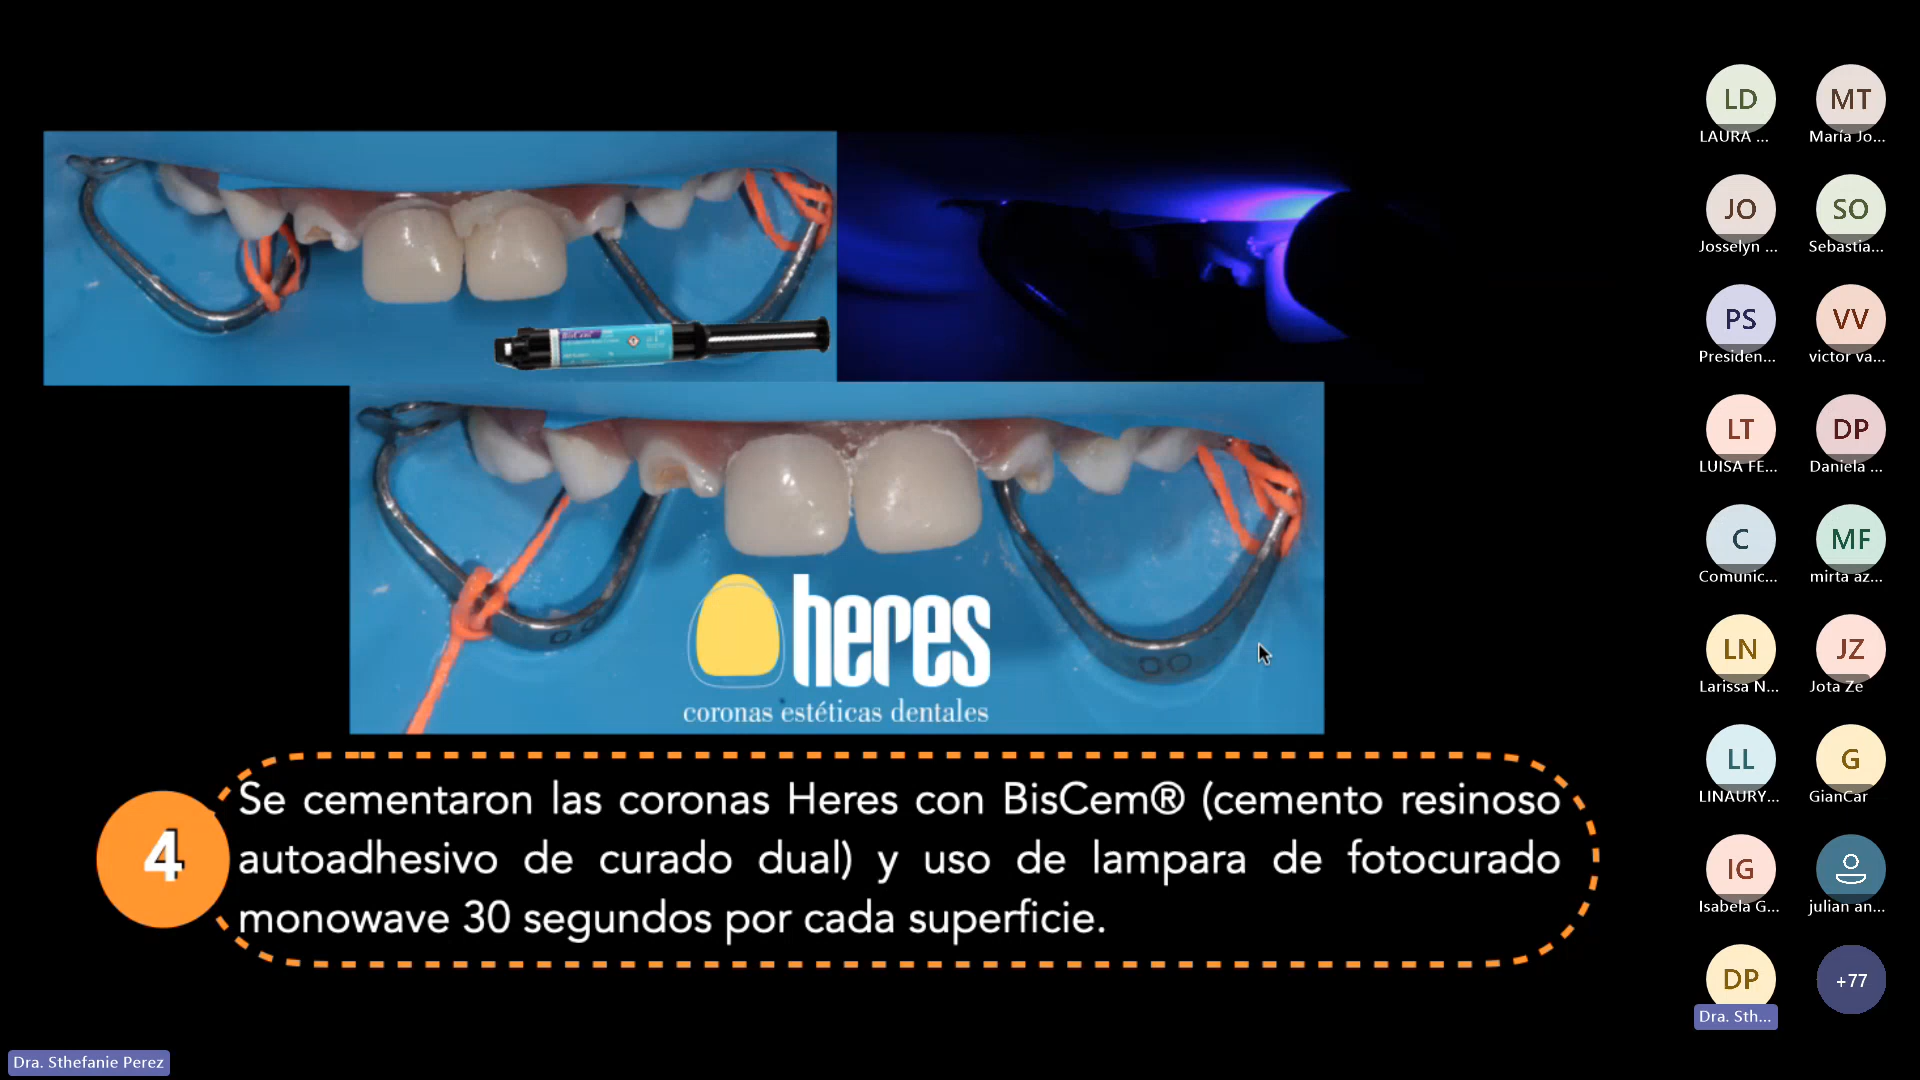 BisCem
heres
coronas estéticas dentales
4
Se cementaron las coronas Heres con BisCem® (cemento resinoso
autoadhesivo de curado dual) y uso de lampara de fotocurado
monowave 30 segundos por cada superficie.
LD
LAURA ...
MT
María Jo...
JO
Josselyn ...
SO
Sebastia...
PS
Presiden...
VV
victor va...
LT
LUISA FE...
DP
Daniela ...
C
Comunic...
MF
mirta az...
LN
Larissa N...
JZ
Jota Ze
LL
LINAURY...
G
GianCar
IG
Isabela G...
julian an...
DP
Dra. Sth...
+77
Dra. Sthefanie Perez